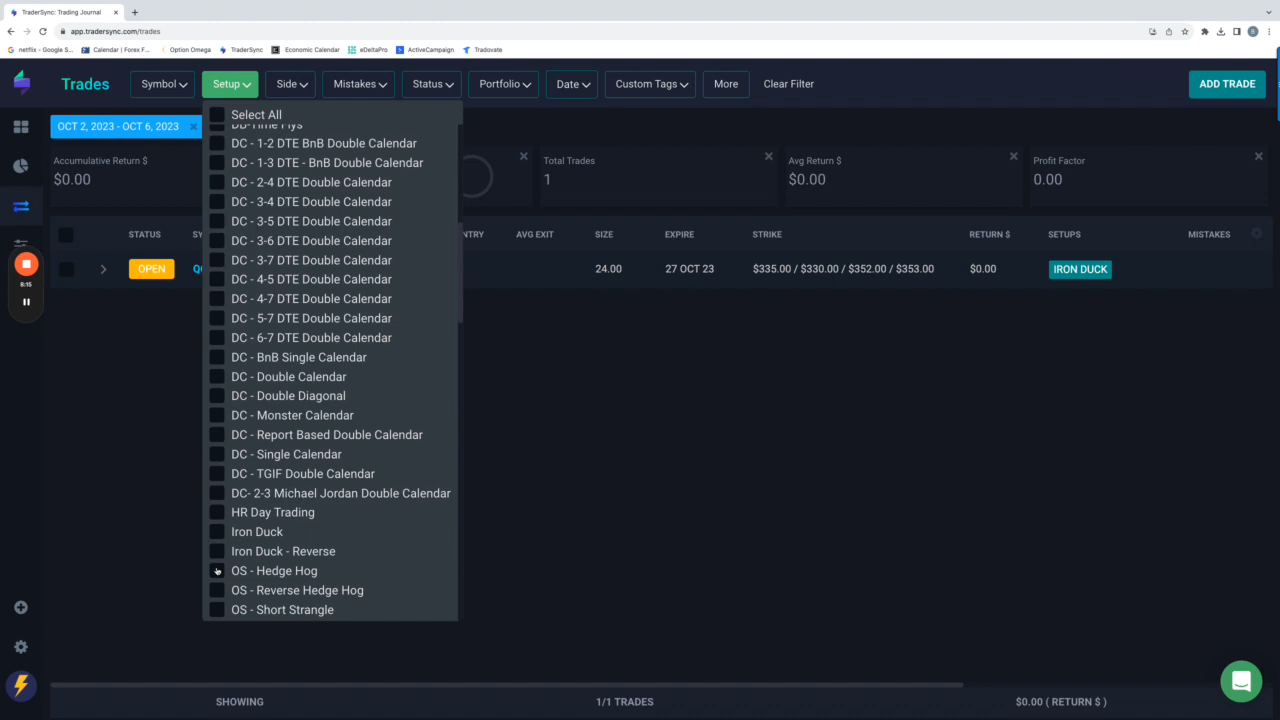 TraderSync: Trading Journal
app.tradersync.com/trades
netflix - Google S...
Calendar | Forex F...
Option Omega
TraderSync
Economic Calendar
eDeltaPro
ActiveCampaign
Tradovate
Trades
Symbol
Setup
Side
Mistakes
Status
Portfolio
Date
Custom Tags
More
Clear Filter
ADD TRADE
OCT 2, 2023 - OCT 6, 2023
Accumulative Return $
$0.00
Total Trades
1
Avg Return $
$0.00
Profit Factor
0.00
STATUS
SY
NTRY
AVG EXIT
SIZE
EXPIRE
STRIKE
RETURN $
SETUPS
MISTAKES
OPEN
24.00
27 OCT 23
$335.00 / $330.00 / $352.00 / $353.00
$0.00
IRON DUCK
8:15
Select All
DB-Time Flys
DC - 1-2 DTE BnB Double Calendar
DC - 1-3 DTE - BnB Double Calendar
DC - 2-4 DTE Double Calendar
DC - 3-4 DTE Double Calendar
DC - 3-5 DTE Double Calendar
DC - 3-6 DTE Double Calendar
DC - 3-7 DTE Double Calendar
DC - 4-5 DTE Double Calendar
DC - 4-7 DTE Double Calendar
DC - 5-7 DTE Double Calendar
DC - 6-7 DTE Double Calendar
DC - BnB Single Calendar
DC - Double Calendar
DC - Double Diagonal
DC - Monster Calendar
DC - Report Based Double Calendar
DC - Single Calendar
DC - TGIF Double Calendar
DC- 2-3 Michael Jordan Double Calendar
HR Day Trading
Iron Duck
Iron Duck - Reverse
OS - Hedge Hog
OS - Reverse Hedge Hog
OS - Short Strangle
SHOWING
1/1 TRADES
$0.00 ( RETURN $ )